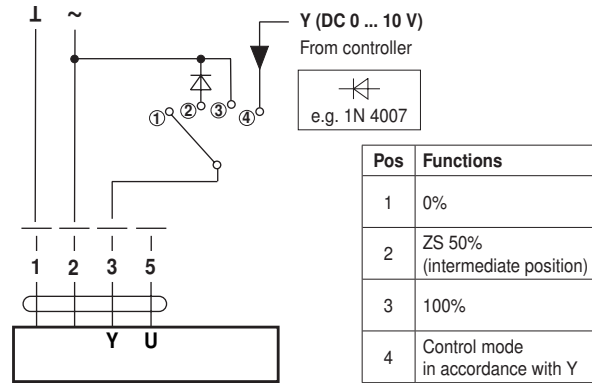 ⊥ ~
Y (DC 0 ... 10 V)
From controller
① ② ③ ④
e.g. 1N 4007
Pos Functions
1 0%
2 ZS 50%
(intermediate position)
3 100%
4 Control mode
in accordance with Y
1 2 3 5
Y U